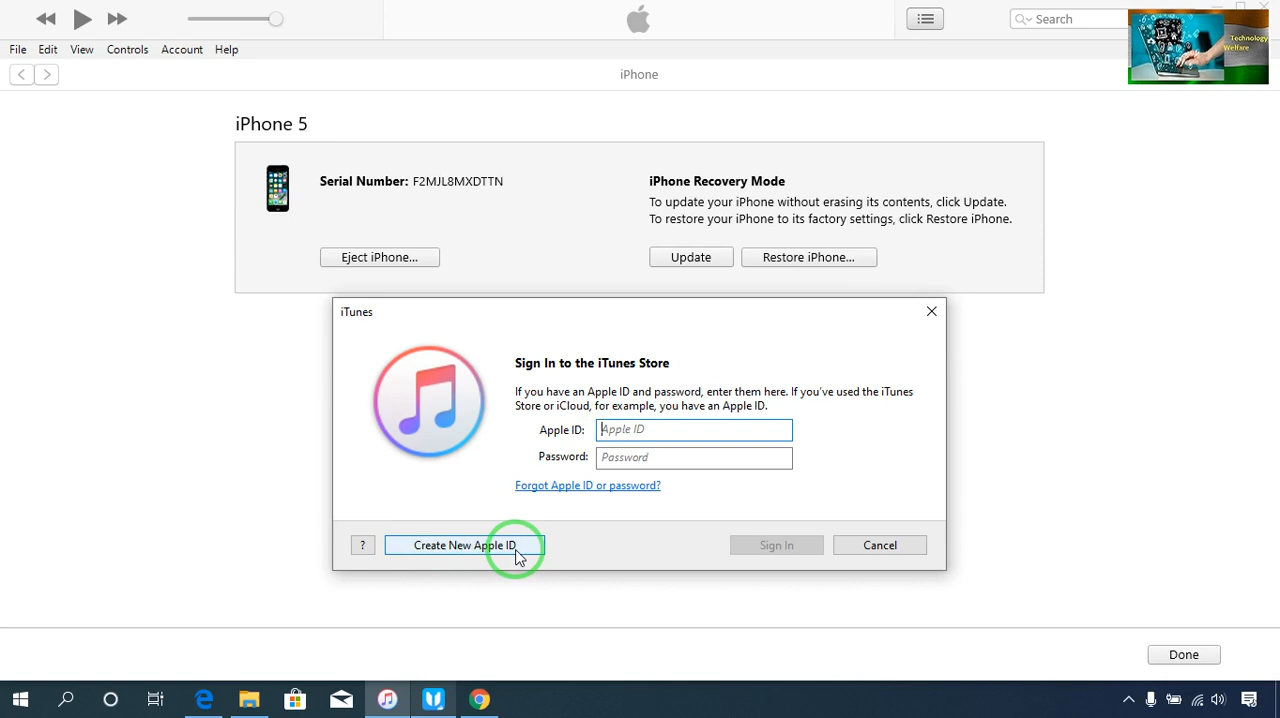 Search
Technology
Welfare
File Edit View Controls Account Help
iPhone
iPhone 5
Serial Number: F2MJL8MXDTTN
iPhone Recovery Mode
To update your iPhone without erasing its contents, click Update.
To restore your iPhone to its factory settings, click Restore iPhone.
Eject iPhone...
Update
Restore iPhone...
iTunes
Sign In to the iTunes Store
If you have an Apple ID and password, enter them here. If you've used the iTunes
Store or iCloud, for example, you have an Apple ID.
Apple ID: Apple ID
Password: Password
Forgot Apple ID or password?
?
Create New Apple ID
Sign In
Cancel
Done